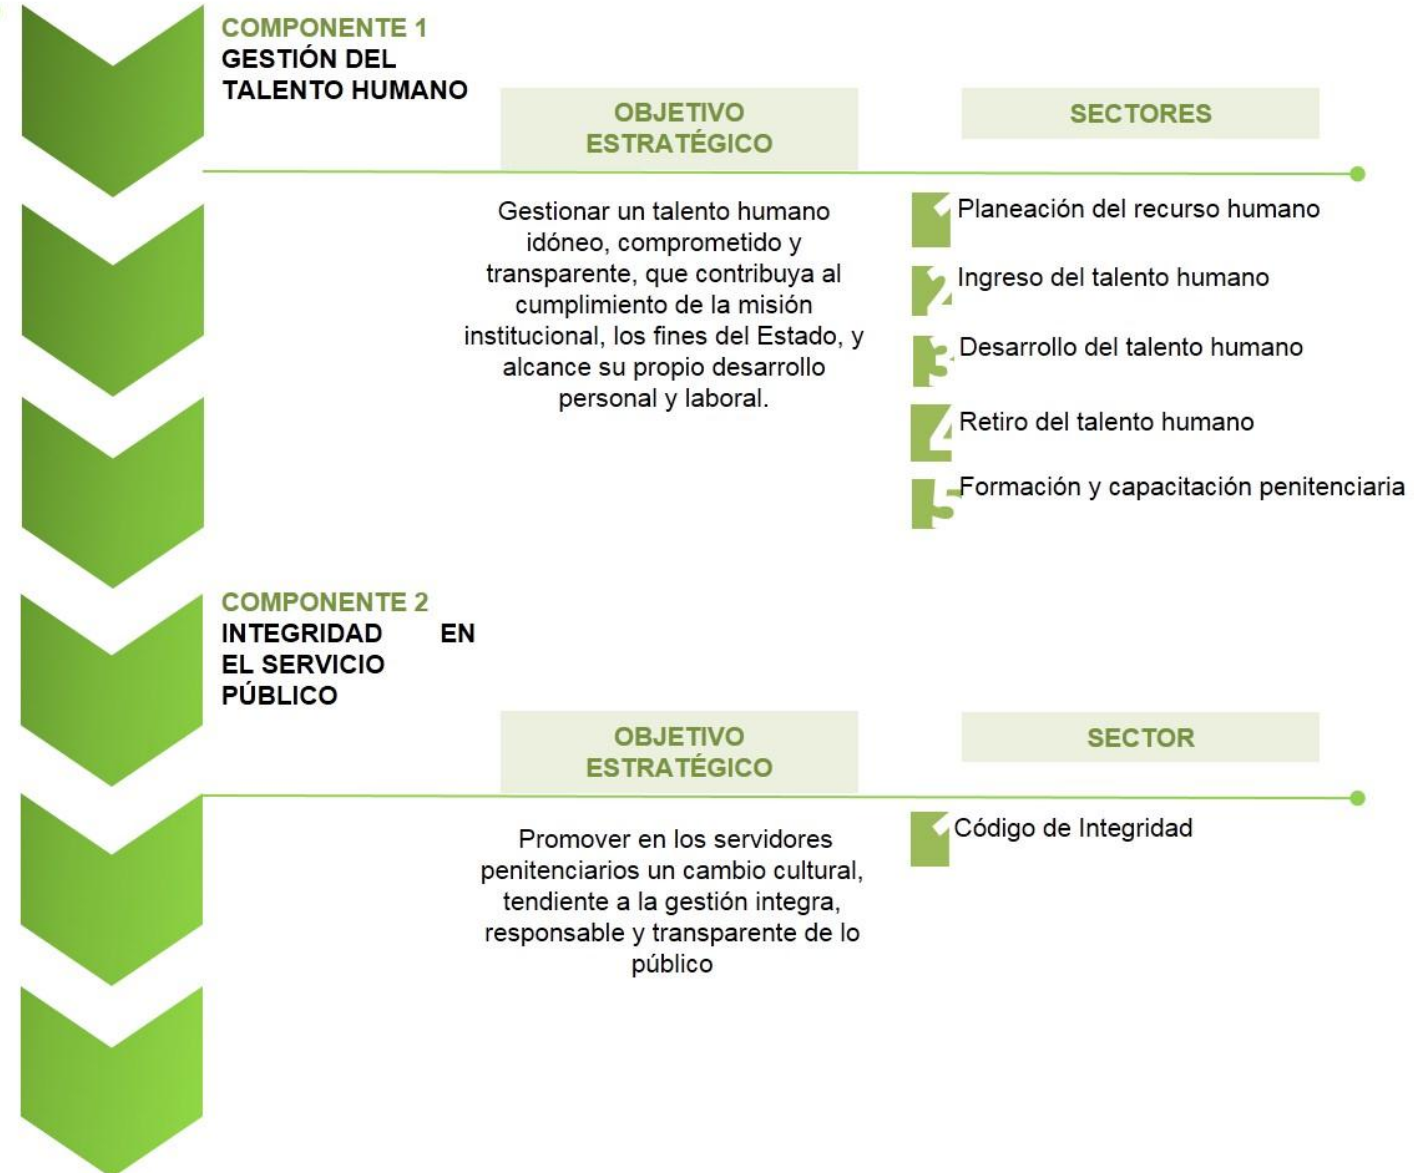 COMPONENTE 1
GESTIÓN DEL
TALENTO HUMANO
OBJETIVO
ESTRATÉGICO
SECTORES
Gestionar un talento humano
idóneo, comprometido y
transparente, que contribuya al
cumplimiento de la misión
institucional, los fines del Estado, y
alcance su propio desarrollo
personal y laboral.
1 Planeación del recurso humano
2 Ingreso del talento humano
3 Desarrollo del talento humano
4 Retiro del talento humano
5 Formación y capacitación penitenciaria
COMPONENTE 2
INTEGRIDAD EN
EL SERVICIO
PÚBLICO
OBJETIVO
ESTRATÉGICO
SECTOR
Promover en los servidores
penitenciarios un cambio cultural,
tendiente a la gestión integra,
responsable y transparente de lo
público
1 Código de Integridad